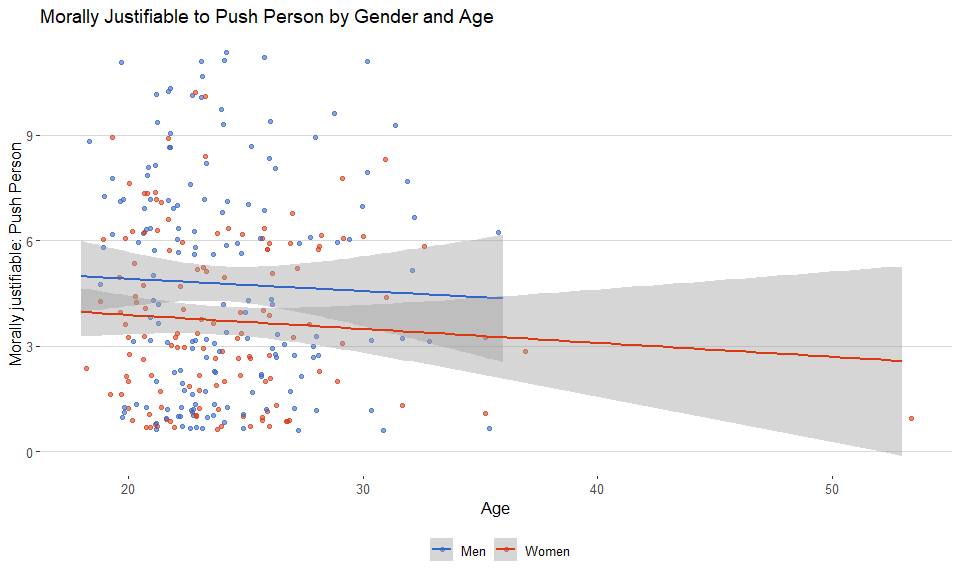 Morally Justifiable to Push Person by Gender and Age
Morally justifiable: Push Person
9
6
3
0
20 30 40 50
Age
Men Women